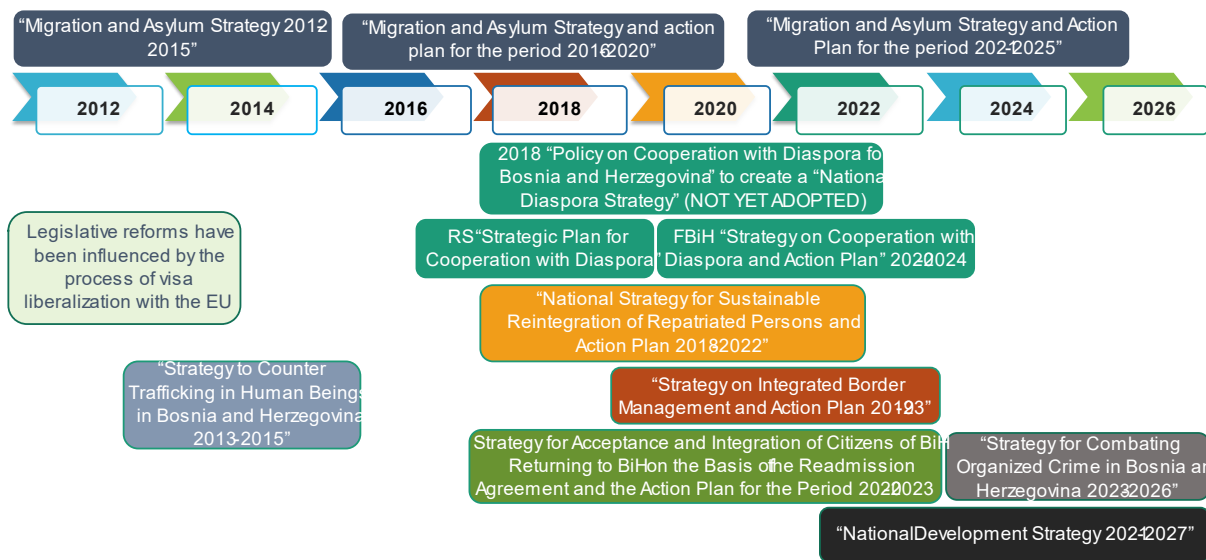 “Migration and Asylum Strategy 2012-
2015”
“Migration and Asylum Strategy and action
plan for the period 2016-2020”
“Migration and Asylum Strategy and Action
Plan for the period 2021-2025”
2012
2014
2016
2018
2020
2022
2024
2026
2018 “Policy on Cooperation with Diaspora fo
Bosnia and Herzegovina” to create a “Nationa
Diaspora Strategy” (NOT YET ADOPTED)
Legislative reforms have
been influenced by the
process of visa
liberalization with the EU
RS “Strategic Plan for
Cooperation with Diaspora”
FBiH “Strategy on Cooperation with
Diaspora and Action Plan” 2020-2024
“National Strategy for Sustainable
Reintegration of Repatriated Persons and
Action Plan 2018-2022”
“Strategy to Counter
Trafficking in Human Beings
in Bosnia and Herzegovina
2013-2015”
“Strategy on Integrated Border
Management and Action Plan 2019-23”
Strategy for Acceptance and Integration of Citizens of BiH
Returning to BiH on the Basis of the Readmission
Agreement and the Action Plan for the Period 2020-2023
“Strategy for Combating
Organized Crime in Bosnia an
Herzegovina 2023-2026”
“National Development Strategy 2021-2027”